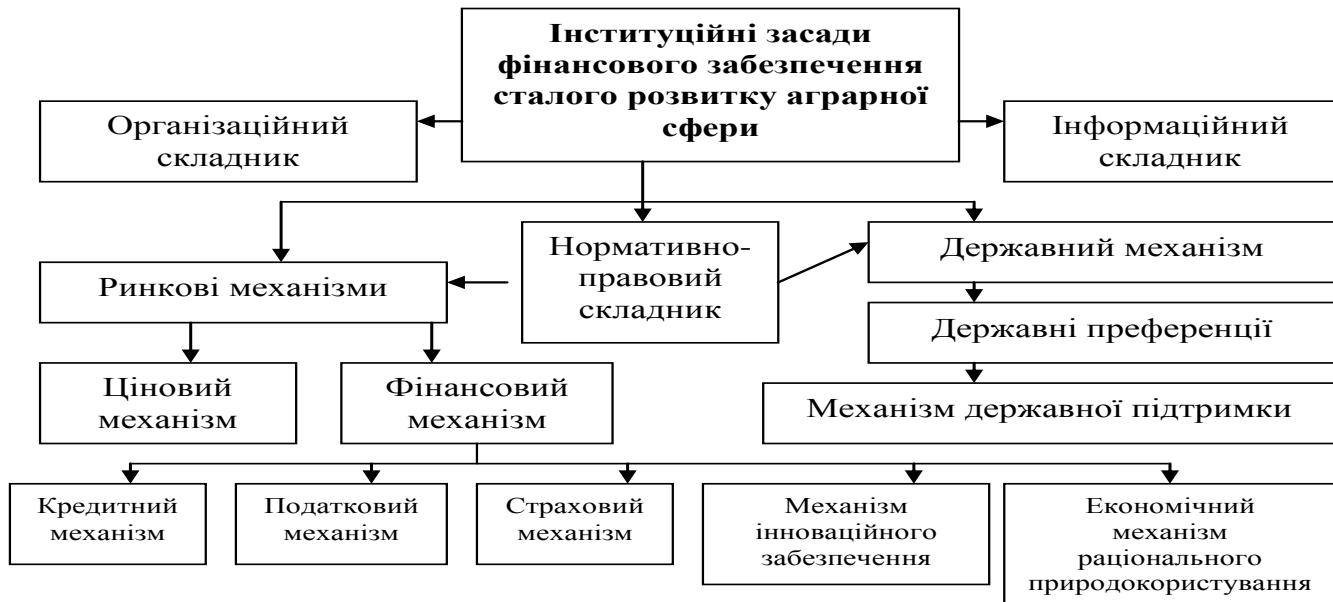 Інституційні засади
фінансового забезпечення
сталого розвитку аграрної
сфери
Організаційний
складник
Інформаційний
складник
Нормативно-
правовий
складник
Державний механізм
Ринкові механізми
Державні преференції
Ціновий
механізм
Фінансовий
механізм
Механізм державної підтримки
Кредитний
механізм
Податковий
механізм
Страховий
механізм
Механізм
інноваційного
забезпечення
Економічний
механізм
раціонального
природокористування